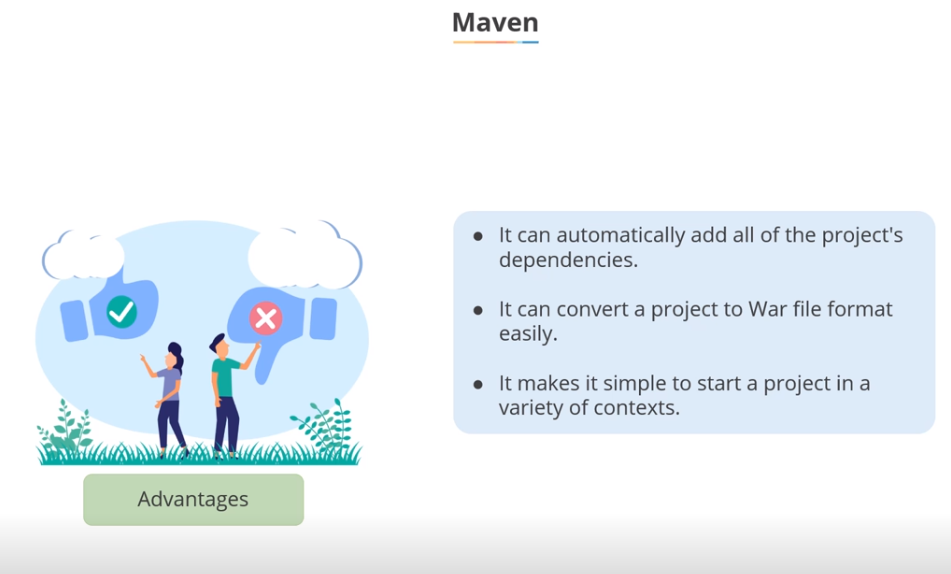 Maven
● It can automatically add all of the project's
dependencies.
● It can convert a project to War file format
easily.
● It makes it simple to start a project in a
variety of contexts.
Advantages